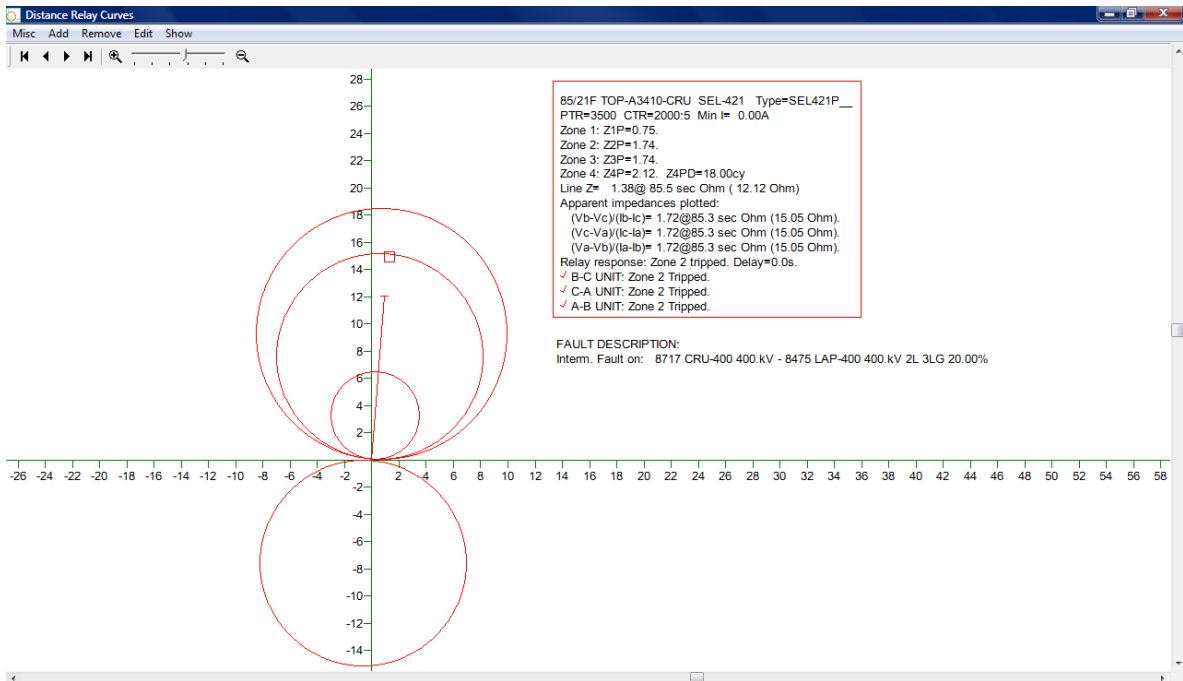 Distance Relay Curves
Misc Add Remove Edit Show
85/21F TOP-A3410-CRU SEL-421 Type=SEL421P__
PTR=3500 CTR=2000:5 Min I= 0.00A
Zone 1: Z1P=0.75.
Zone 2: Z2P=1.74.
Zone 3: Z3P=1.74.
Zone 4: Z4P=2.12. Z4PD=18.00cy
Line Z= 1.38@ 85.5 sec Ohm ( 12.12 Ohm)
Apparent impedances plotted:
(Vb-Vc)/(Ib-Ic)= 1.72@85.3 sec Ohm (15.05 Ohm).
(Vc-Va)/(Ic-Ia)= 1.72@85.3 sec Ohm (15.05 Ohm).
(Va-Vb)/(Ia-Ib)= 1.72@85.3 sec Ohm (15.05 Ohm).
Relay response: Zone 2 tripped. Delay=0.0s.
✓ B-C UNIT: Zone 2 Tripped.
✓ C-A UNIT: Zone 2 Tripped.
✓ A-B UNIT: Zone 2 Tripped.
FAULT DESCRIPTION:
Interm. Fault on: 8717 CRU-400 400.kV - 8475 LAP-400 400.kV 2L 3LG 20.00%
28
26
24
22
20
18
16
14
12
10
8
6
4
2
-26 -24 -22 -20 -18 -16 -14 -12 -10 -8 -6 -4 -2 2 4 6 8 10 12 14 16 18 20 22 24 26 28 30 32 34 36 38 40 42 44 46 48 50 52 54 56 58
-2
-4
-6
-8
-10
-12
-14